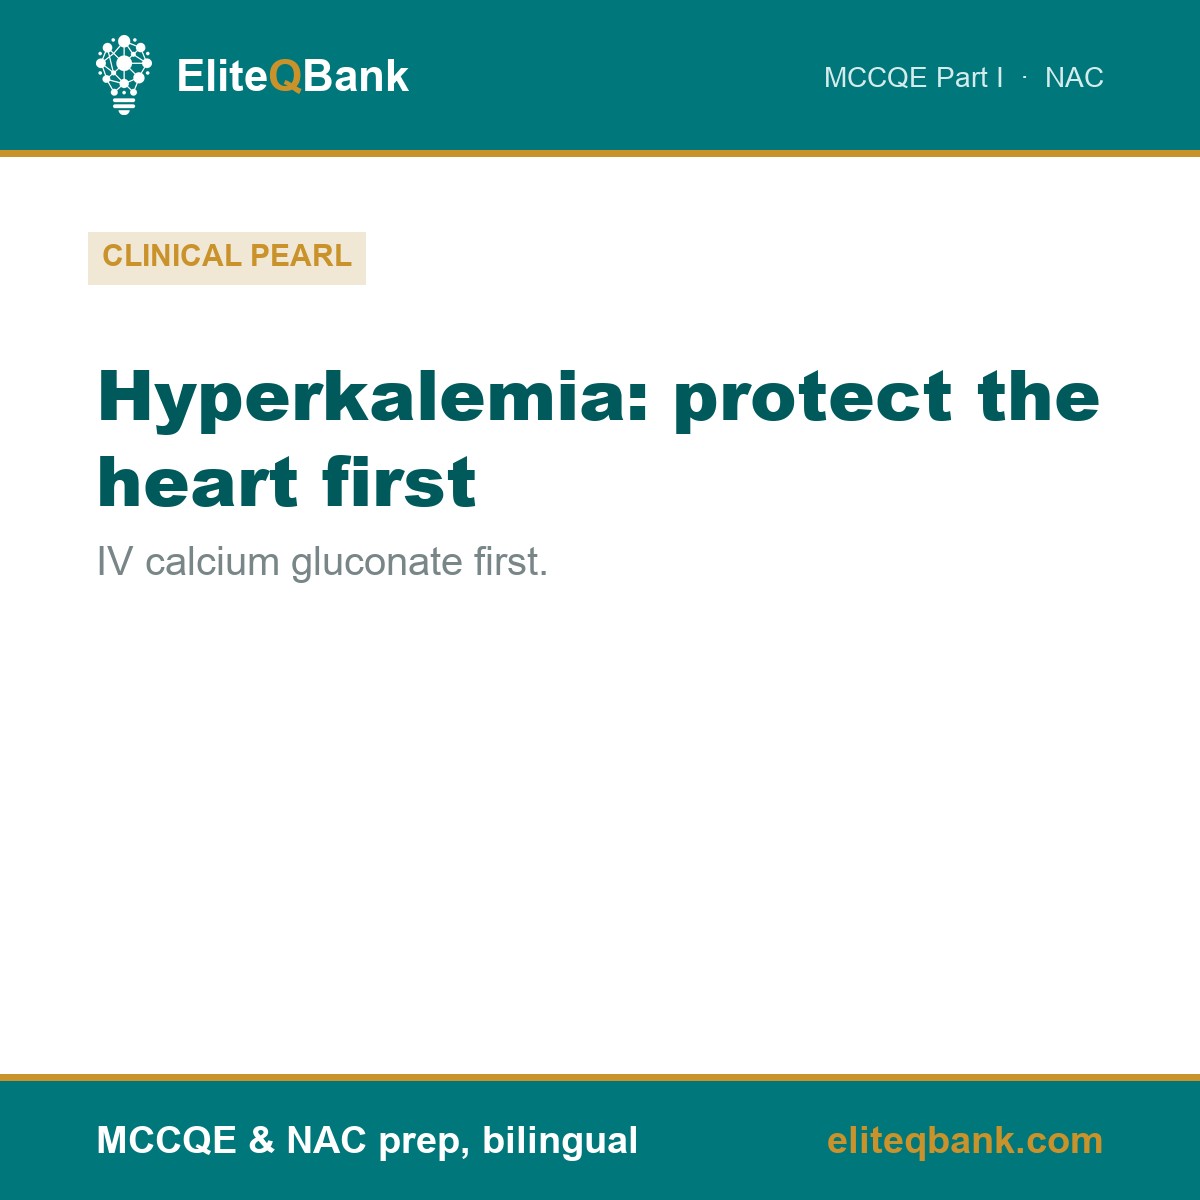 EliteQBank
MCCQE Part I · NAC
CLINICAL PEARL
Hyperkalemia: protect the
heart first
IV calcium gluconate first.
MCCQE & NAC prep, bilingual
eliteqbank.com